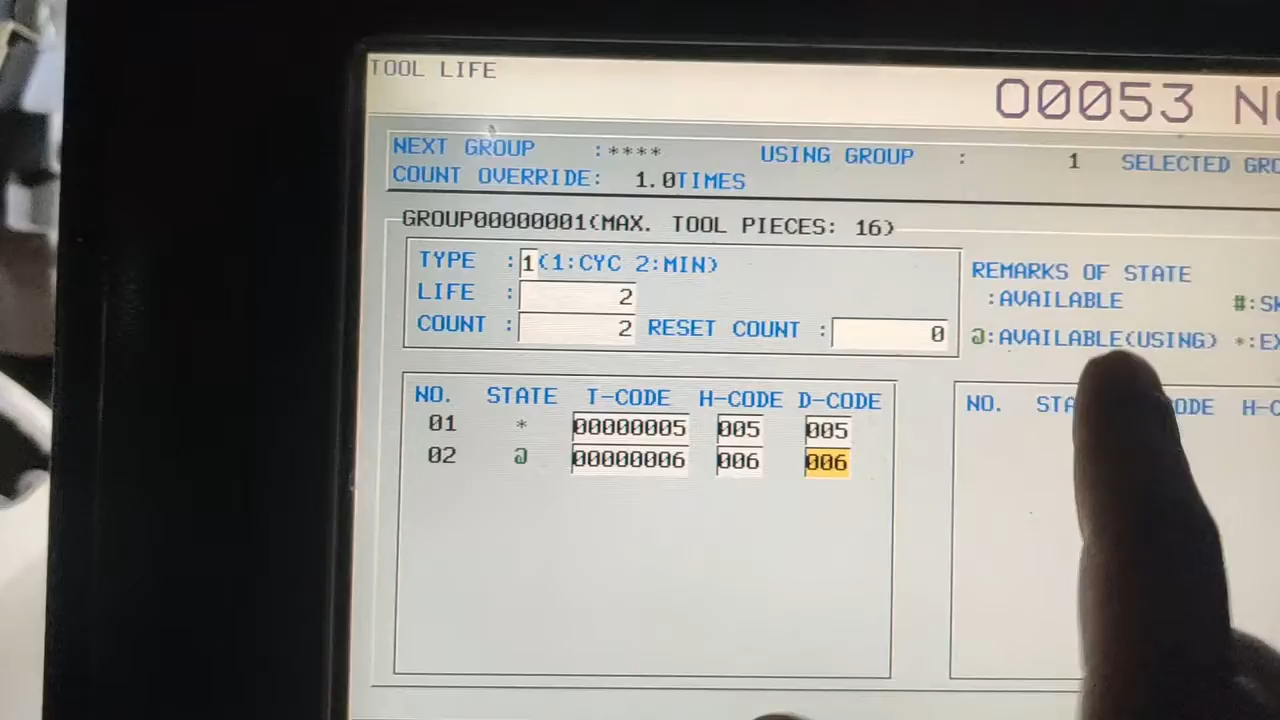 TOOL LIFE
O0053 N
NEXT GROUP :**** USING GROUP : 1 SELECTED
COUNT OVERRIDE: 1.0TIMES
GROUP00000001(MAX. TOOL PIECES: 16)
TYPE :1(1:CYC 2:MIN)
LIFE : 2
COUNT : 2 RESET COUNT : 0
REMARKS OF STATE
:AVAILABLE #:
@:AVAILABLE(USING) *:
NO. STATE T-CODE H-CODE D-CODE
01 * 00000005 005 005
02 @ 00000006 006 006
NO.